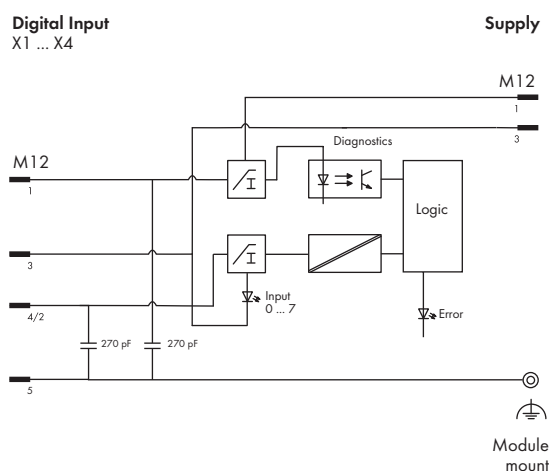 Digital Input
X1 ... X4
Supply
M12
1
3
Diagnostics
M12
1
Logic
3
Input
0 ... 7
4/2
Error
270 pF
270 pF
5
Module
mount
I
I